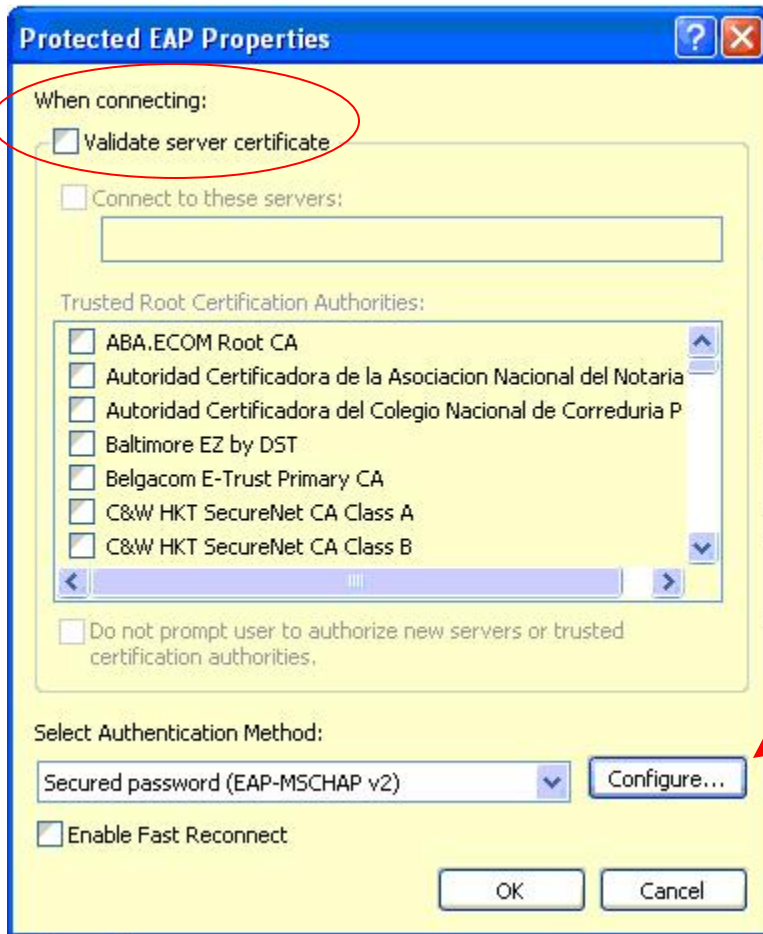 Protected EAP Properties
When connecting:
Validate server certificate
Connect to these servers:
Trusted Root Certification Authorities:
ABA.ECOM Root CA
Autoridad Certificadora de la Asociacion Nacional del Notaria
Autoridad Certificadora del Colegio Nacional de Correduria P
Baltimore EZ by DST
Belgacom E-Trust Primary CA
C&W HKT SecureNet CA Class A
C&W HKT SecureNet CA Class B
Do not prompt user to authorize new servers or trusted
certification authorities.
Select Authentication Method:
Secured password (EAP-MSCHAP v2)
Configure...
Enable Fast Reconnect
OK
Cancel